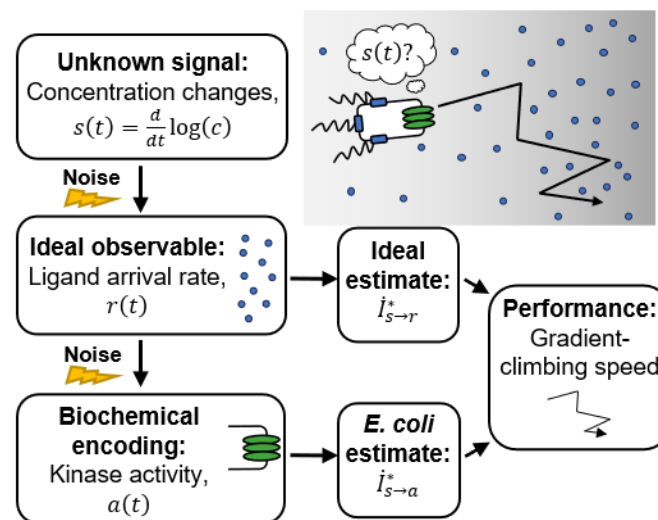 Unknown signal:
Concentration changes,
s(t) = d/dt log(c)
s(t)?
Noise
Ideal observable:
Ligand arrival rate,
r(t)
Ideal
estimate:
İ*ₛ→ᵣ
Performance:
Gradient-
climbing speed
Noise
Biochemical
encoding:
Kinase activity,
a(t)
E. coli
estimate:
İ*ₛ→ₐ